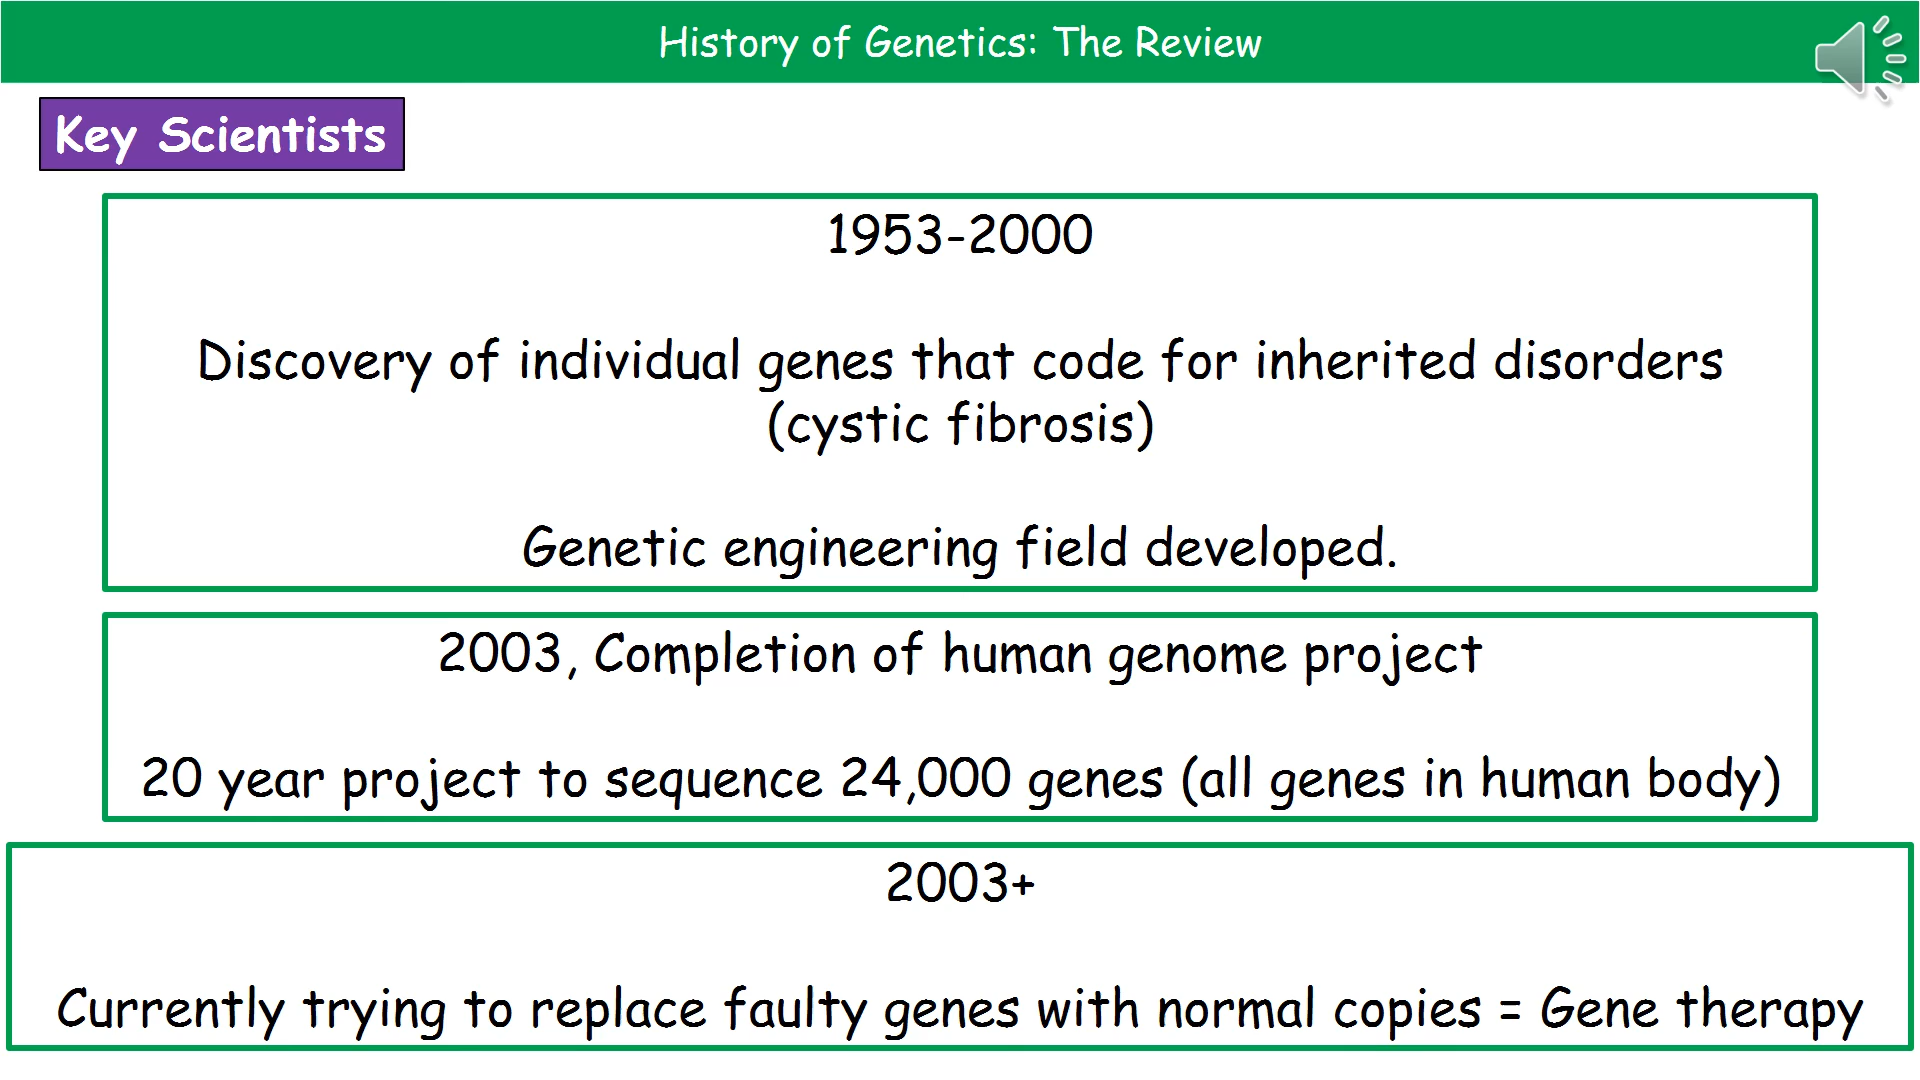 History of Genetics: The Review
Key Scientists
1953-2000
Discovery of individual genes that code for inherited disorders
(cystic fibrosis)
Genetic engineering field developed.
2003, Completion of human genome project
20 year project to sequence 24,000 genes (all genes in human body)
2003+
Currently trying to replace faulty genes with normal copies = Gene therapy